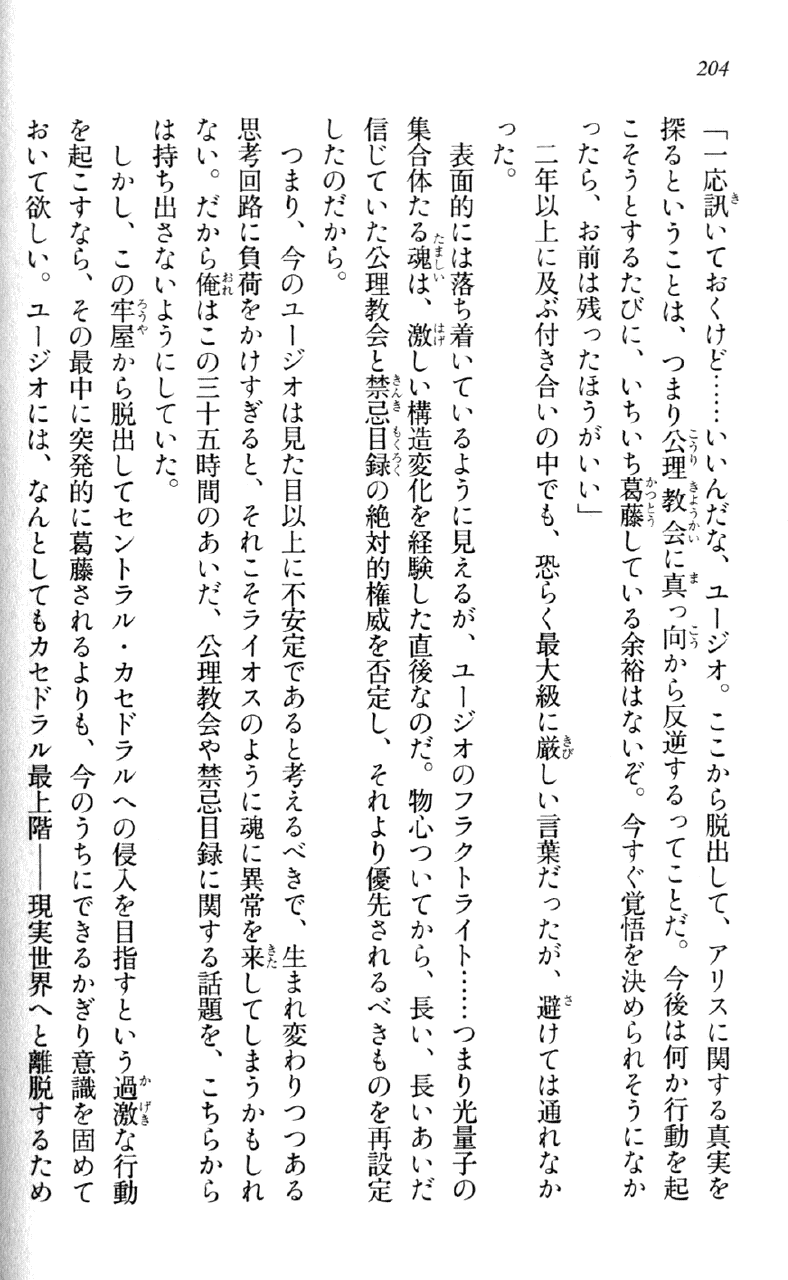 204
「一応訊いておくけど……いいんだな、ユージオ。ここから脱出して、アリスに関する真実を
探るということは、つまり公理教会に真っ向から反逆するってことだ。今後は何か行動を起
こそうとするたびに、いちいち葛藤している余裕はないぞ。今すぐ覚悟を決められそうになか
ったら、お前は残ったほうがいい」
二年以上に及ぶ付き合いの中でも、恐らく最大級に厳しい言葉だったが、避けては通れなか
った。
表面的には落ち着いているように見えるが、ユージオのフラクトライト……つまり光量子の
集合体たる魂は、激しい構造変化を経験した直後なのだ。物心ついてから、長い、長いあいだ
信じていた公理教会と禁忌目録の絶対的権威を否定し、それより優先されるべきものを再設定
したのだから。
つまり、今のユージオは見た目以上に不安定であると考えるべきで、生まれ変わりつつある
思考回路に負荷をかけすぎると、それこそライオスのように魂に異常を来してしまうかもしれ
ない。だから俺はこの三十五時間のあいだ、公理教会や禁忌目録に関する話題を、こちらから
は持ち出さないようにしていた。
しかし、この牢屋から脱出してセントラル・カセドラルへの侵入を目指すという過激な行動
を起こすなら、その最中に突発的に葛藤されるよりも、今のうちにできるかぎり意識を固めて
おいて欲しい。ユージオには、なんとしてもカセドラル最上階――現実世界へと離脱するため